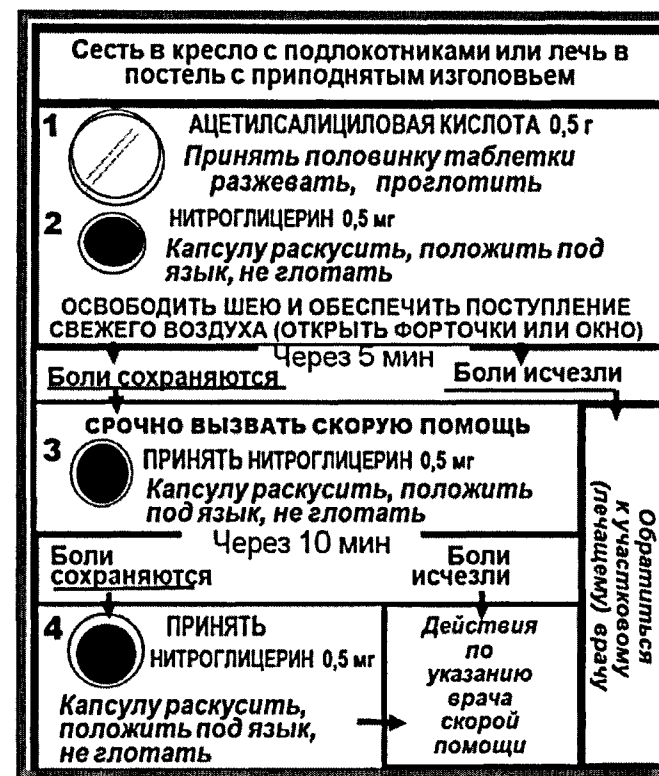 Сесть в кресло с подлокотниками или лечь в
постель с приподнятым изголовьем
1
АЦЕТИЛСАЛИЦИЛОВАЯ КИСЛОТА 0,5 г
Принять половинку таблетки
разжевать, проглотить
2
НИТРОГЛИЦЕРИН 0,5 мг
Капсулу раскусить, положить под
язык, не глотать
ОСВОБОДИТЬ ШЕЮ И ОБЕСПЕЧИТЬ ПОСТУПЛЕНИЕ
СВЕЖЕГО ВОЗДУХА (ОТКРЫТЬ ФОРТОЧКИ ИЛИ ОКНО)
Через 5 мин
Боли сохраняются
Боли исчезли
СРОЧНО ВЫЗВАТЬ СКОРУЮ ПОМОЩЬ
3
ПРИНЯТЬ НИТРОГЛИЦЕРИН 0,5 мг
Капсулу раскусить, положить
под язык, не глотать
Через 10 мин
Боли
сохраняются
Боли
исчезли
4
ПРИНЯТЬ
НИТРОГЛИЦЕРИН 0,5 мг
Капсулу раскусить,
положить под язык,
не глотать
Действия
по
указанию
врача
скорой
помощи
Обратиться
к участковому
(лечащему) врачу